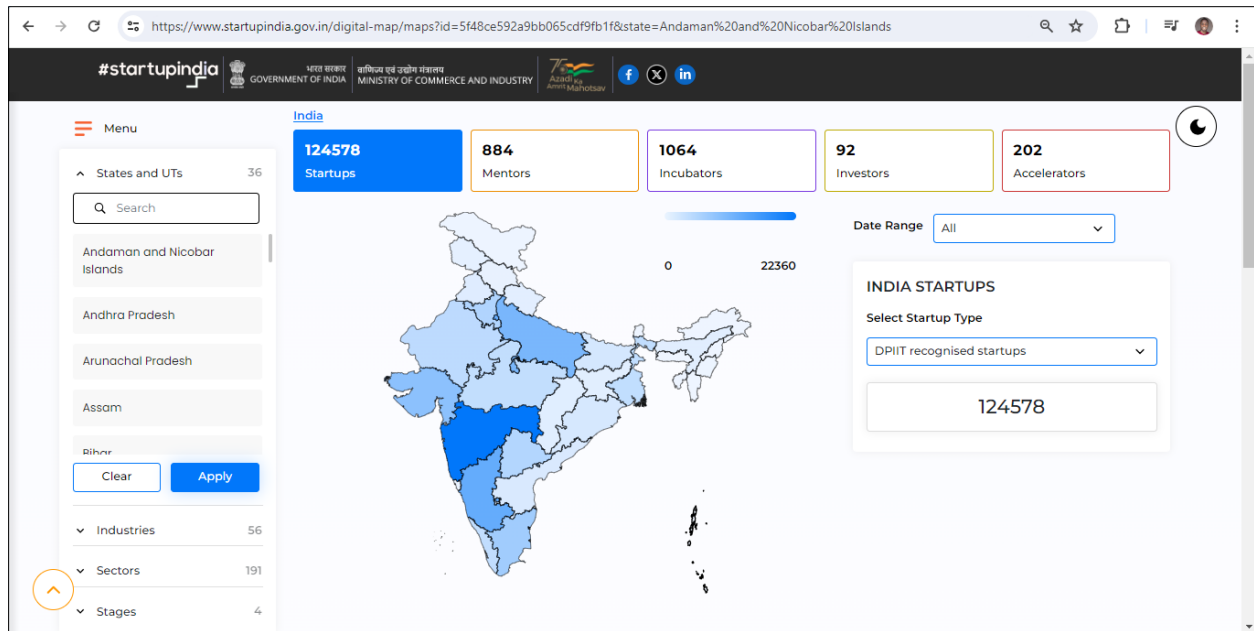 https://www.startupindia.gov.in/digital-map/maps?id=5f48ce592a9bb065cdf9fb1f&state=Andaman%20and%20Nicobar%20Islands
#startupindia
भारत सरकार
GOVERNMENT OF INDIA
वाणिज्य एवं उद्योग मंत्रालय
MINISTRY OF COMMERCE AND INDUSTRY
Azadi Ka
Amrit Mahotsav
Menu
India
124578
Startups
884
Mentors
1064
Incubators
92
Investors
202
Accelerators
States and UTs 36
Search
Andaman and Nicobar
Islands
Andhra Pradesh
Arunachal Pradesh
Assam
Bihar
Clear
Apply
Industries 56
Sectors 191
Stages 4
0 22360
Date Range All
INDIA STARTUPS
Select Startup Type
DPIIT recognised startups
124578